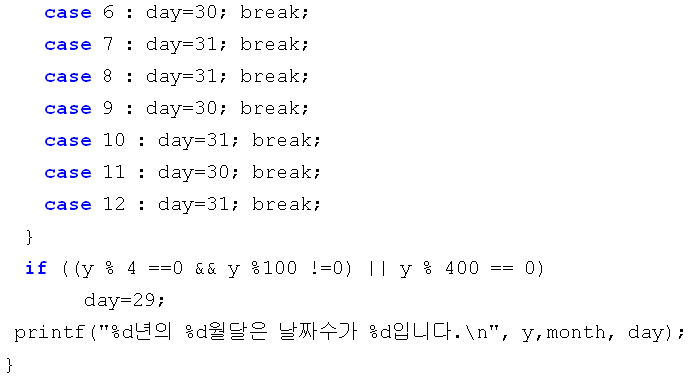 case 6 : day=30; break;
case 7 : day=31; break;
case 8 : day=31; break;
case 9 : day=30; break;
case 10 : day=31; break;
case 11 : day=30; break;
case 12 : day=31; break;
}
if ((y % 4 ==0 && y %100 !=0) || y % 400 == 0)
day=29;
printf("%d년의 %d월달은 날짜수가 %d입니다.\n", y,month, day);
}